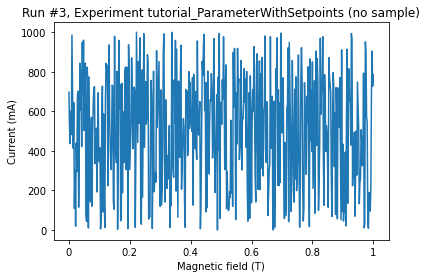 Run #3, Experiment tutorial_ParameterWithSetpoints (no sample)
1000
800
600
400
200
0
Current (mA)
0 0.2 0.4 0.6 0.8 1
Magnetic field (T)